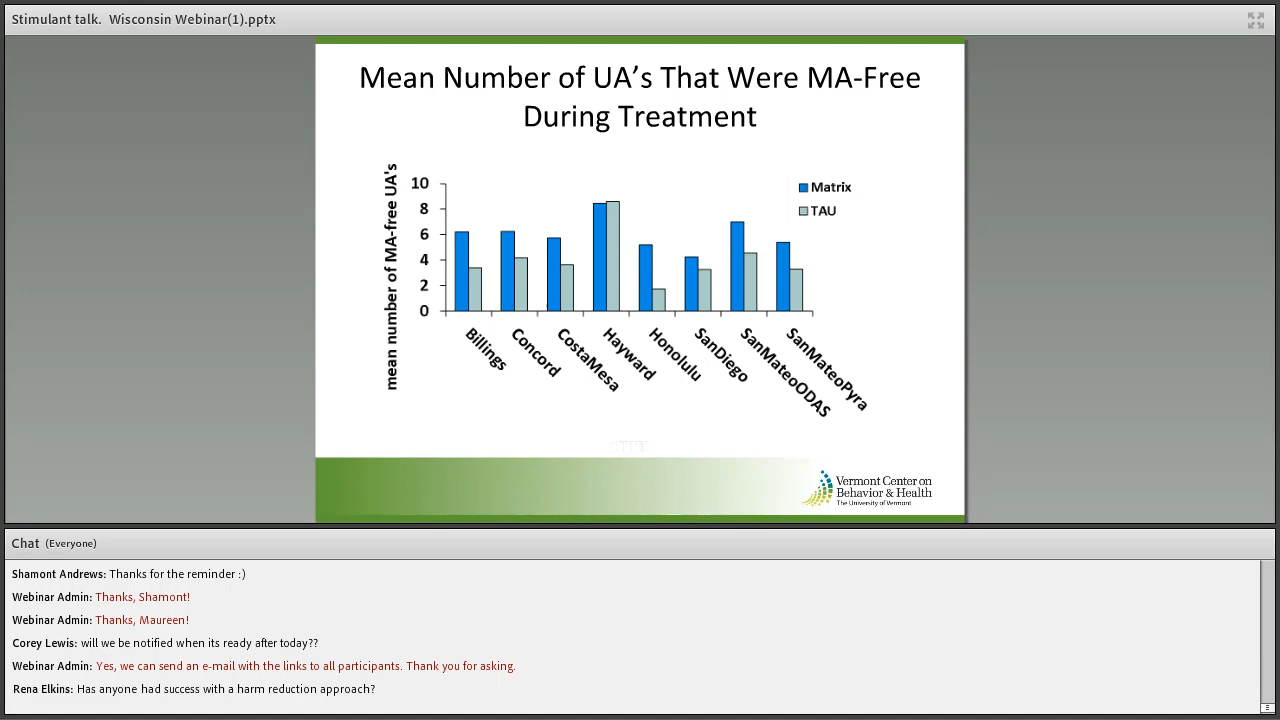 Stimulant talk.  Wisconsin Webinar(1).pptx
Mean Number of UA’s That Were MA-Free
During Treatment
mean number of MA-free UA's
10
8
6
4
2
0
Matrix
TAU
Billings
Concord
CostaMesa
Hayward
Honolulu
SanDiego
SanMateoODAS
SanMateoPyra
Vermont Center on
Behavior & Health
The University of Vermont
Chat (Everyone)
Shamont Andrews: Thanks for the reminder :)
Webinar Admin: Thanks, Shamont!
Webinar Admin: Thanks, Maureen!
Corey Lewis: will we be notified when its ready after today??
Webinar Admin: Yes, we can send an e-mail with the links to all participants. Thank you for asking.
Rena Elkins: Has anyone had success with a harm reduction approach?